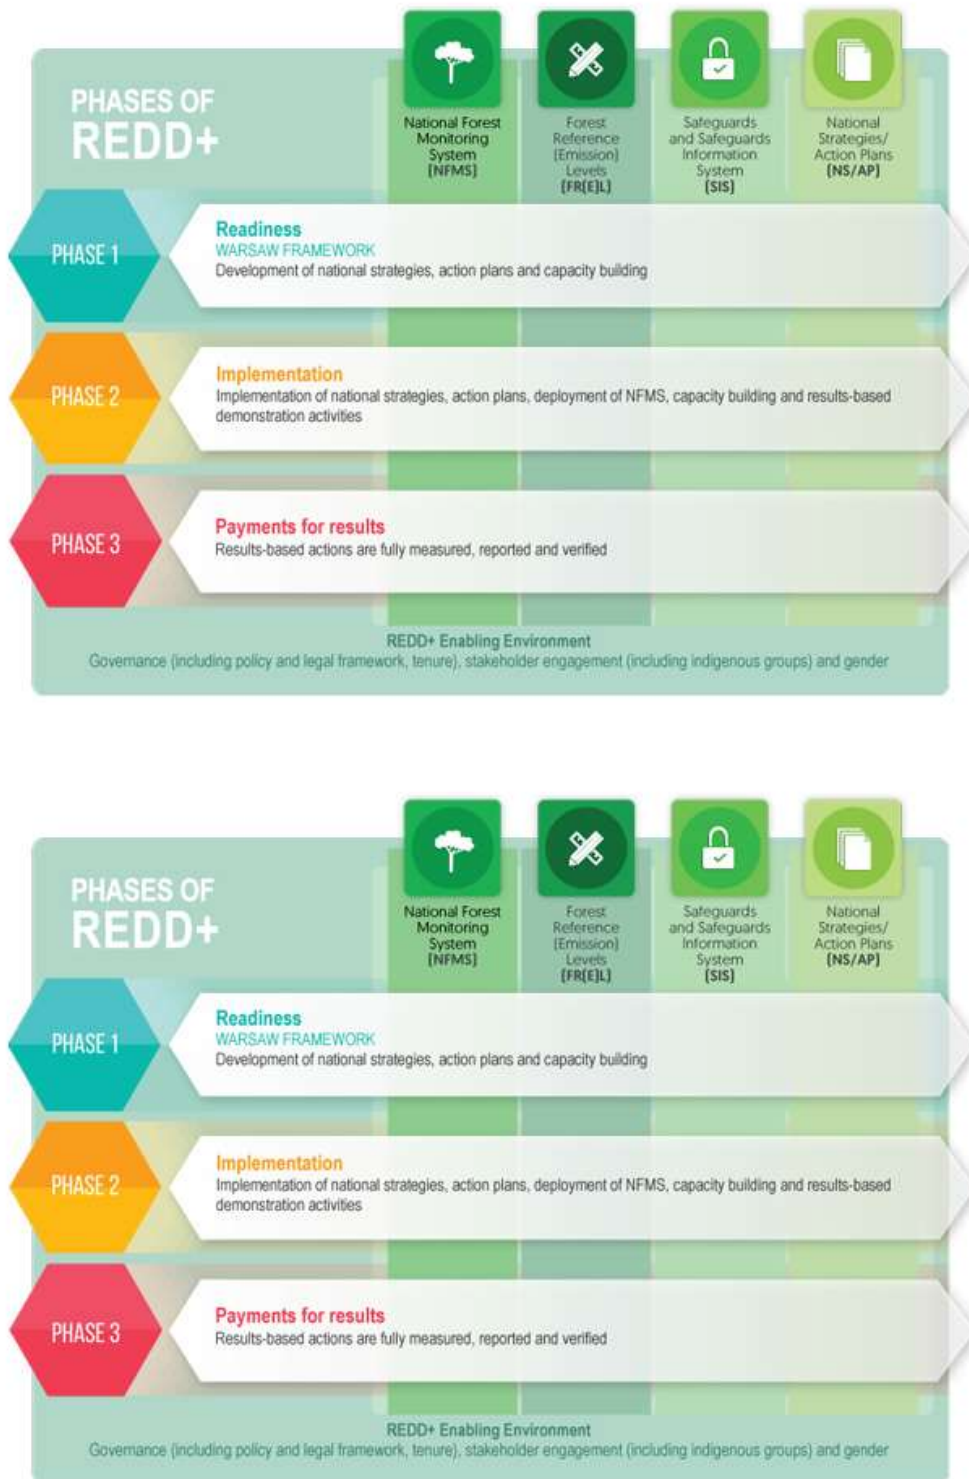 PHASES OF
REDD+
National Forest
Monitoring
System
(NFMS)
Forest
Reference
(Emission)
Levels
(FR(E)L)
Safeguards
and Safeguards
Information
System
(SIS)
National
Strategies/
Action Plans
(NS/AP)
PHASE 1
Readiness
WARSAW FRAMEWORK
Development of national strategies, action plans and capacity building
PHASE 2
Implementation
Implementation of national strategies, action plans, deployment of NFMS, capacity building and results-based
demonstration activities
PHASE 3
Payments for results
Results-based actions are fully measured, reported and verified
REDD+ Enabling Environment
Governance (including policy and legal framework, tenure), stakeholder engagement (including indigenous groups) and gender
PHASES OF
REDD+
National Forest
Monitoring
System
(NFMS)
Forest
Reference
(Emission)
Levels
(FR(E)L)
Safeguards
and Safeguards
Information
System
(SIS)
National
Strategies/
Action Plans
(NS/AP)
PHASE 1
Readiness
WARSAW FRAMEWORK
Development of national strategies, action plans and capacity building
PHASE 2
Implementation
Implementation of national strategies, action plans, deployment of NFMS, capacity building and results-based
demonstration activities
PHASE 3
Payments for results
Results-based actions are fully measured, reported and verified
REDD+ Enabling Environment
Governance (including policy and legal framework, tenure), stakeholder engagement (including indigenous groups) and gender